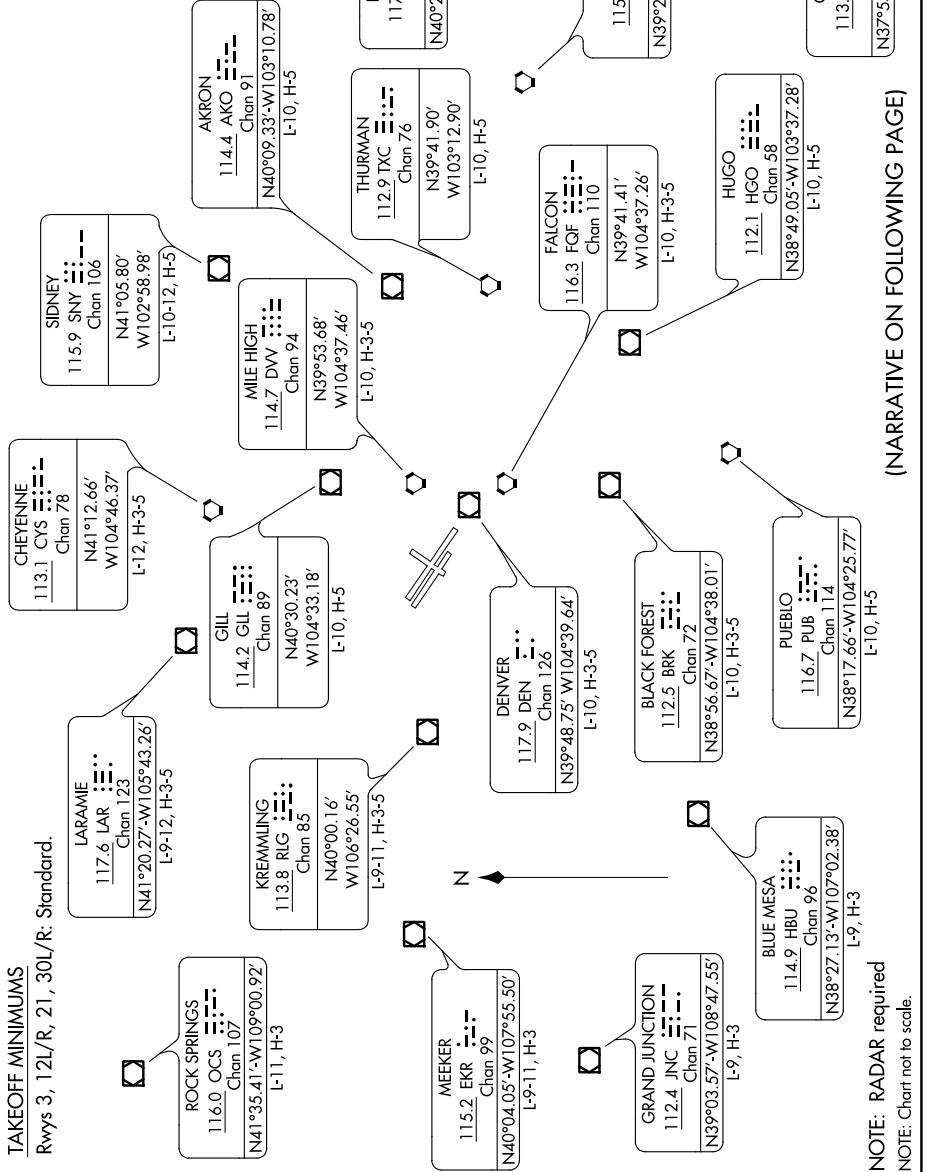 TAKEOFF MINIMUMS
Rwys 3, 12L/R, 21, 30L/R: Standard.
ROCK SPRINGS
116.0 OCS
Chan 107
N41°35.41'-W109°00.92'
L-11, H-3
LARAMIE
117.6 LAR
Chan 123
N41°20.27'-W105°43.26'
L-9-12, H-3-5
CHEYENNE
113.1 CYS
Chan 78
N41°12.66'
W104°46.37'
L-12, H-3-5
SIDNEY
115.9 SNY
Chan 106
N41°05.80'
W102°58.98'
L-10-12, H-5
AKRON
114.4 AKO
Chan 91
N40°09.33'-W103°10.78'
L-10, H-5
KREMMLING
113.8 RLG
Chan 85
N40°00.16'
W106°26.55'
L-9-11, H-3-5
GILL
114.2 GLL
Chan 89
N40°30.23'
W104°33.18'
L-10, H-5
MILE HIGH
114.7 DVV
Chan 94
N39°53.68'
W104°37.46'
L-10, H-3-5
THURMAN
112.9 TXC
Chan 76
N39°41.90'
W103°12.90'
L-10, H-5
117
N40°2
MEEKER
115.2 EKR
Chan 99
N40°04.05'-W107°55.50'
L-9-11, H-3
N
DENVER
117.9 DEN
Chan 126
N39°48.75' W104°39.64'
L-10, H-3-5
FALCON
116.3 FQF
Chan 110
N39°41.41'
W104°37.26'
L-10, H-3-5
115
N39°2
GRAND JUNCTION
112.4 JNC
Chan 71
N39°03.57'-W108°47.55'
L-9, H-3
BLACK FOREST
112.5 BRK
Chan 72
N38°56.67'-W104°38.01'
L-10, H-3-5
HUGO
112.1 HGO
Chan 58
N38°49.05'-W103°37.28'
L-10, H-5
BLUE MESA
114.9 HBU
Chan 96
N38°27.13'-W107°02.38'
L-9, H-3
PUEBLO
116.7 PUB
Chan 114
N38°17.66'-W104°25.77'
L-10, H-5
113.
N37°5
NOTE: RADAR required
NOTE: Chart not to scale.
(NARRATIVE ON FOLLOWING PAGE)